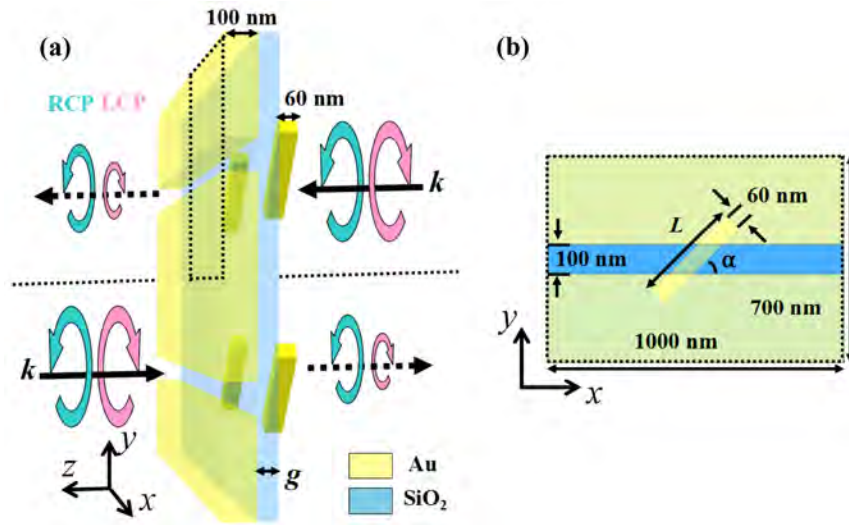 (a)
100 nm
RCP LCP
60 nm
k
k
g
y
z
x
Au
SiO₂
(b)
60 nm
L
100 nm
α
700 nm
1000 nm
y
x